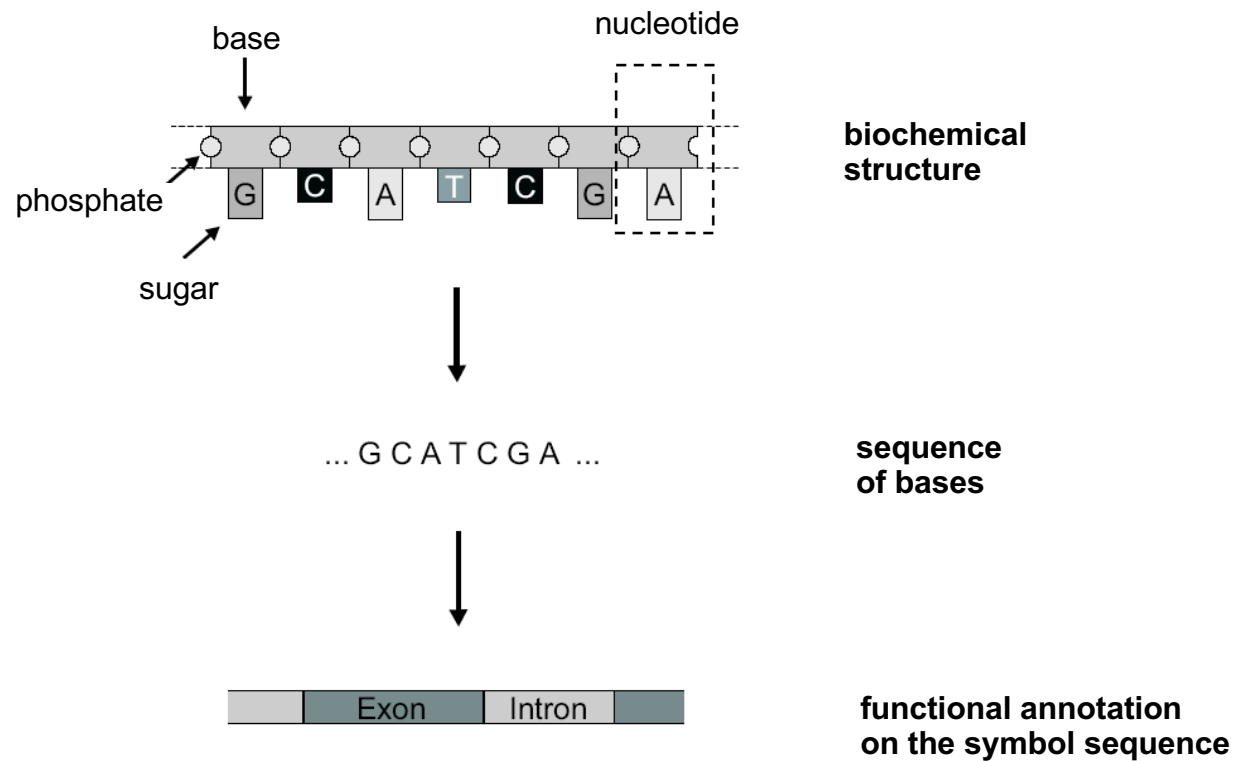 nucleotide
base
biochemical
structure
phosphate
G C A T C G A
sugar
... G C A T C G A ...
sequence
of bases
Exon Intron
functional annotation
on the symbol sequence